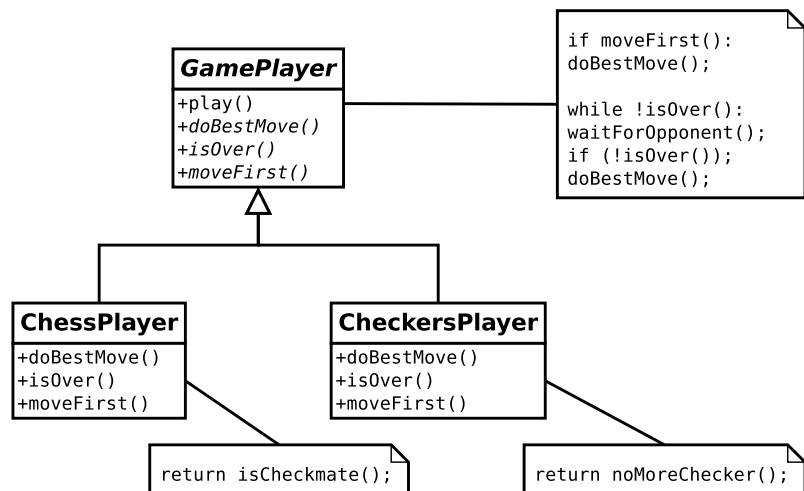 GamePlayer
+play()
+doBestMove()
+isOver()
+moveFirst()
if moveFirst():
doBestMove();
while !isOver():
waitForOpponent();
if (!isOver());
doBestMove();
ChessPlayer
+doBestMove()
+isOver()
+moveFirst()
CheckersPlayer
+doBestMove()
+isOver()
+moveFirst()
return isCheckmate();
return noMoreChecker();